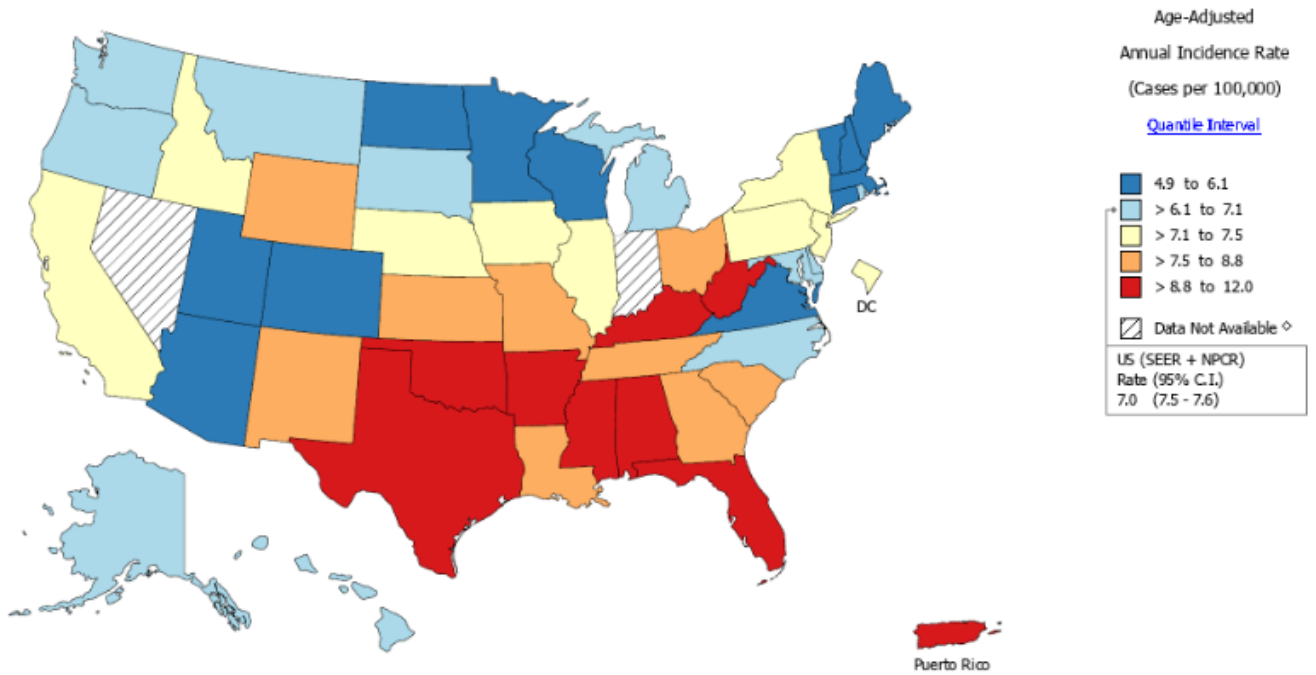 Age-Adjusted
Annual Incidence Rate
(Cases per 100,000)
Quantile Interval
4.9 to 6.1
> 6.1 to 7.1
> 7.1 to 7.5
> 7.5 to 8.8
> 8.8 to 12.0
Data Not Available ◇
US (SEER + NPCR)
Rate (95% C.I.)
7.0 (7.5 - 7.6)
DC
Puerto Rico